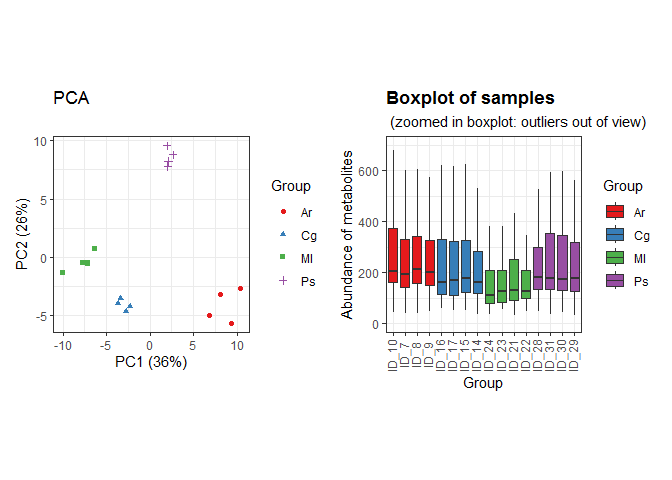 PCA
PC2 (26%)
10
5
0
-5
-10
-5
0
5
10
PC1 (36%)
Group
Ar
Cg
MI
Ps
Boxplot of samples
(zoomed in boxplot: outliers out of view)
Abundance of metabolites
600
400
200
0
ID_10
ID_7
ID_8
ID_9
ID_16
ID_17
ID_15
ID_14
ID_24
ID_23
ID_21
ID_22
ID_28
ID_31
ID_30
ID_29
Group
Group
Ar
Cg
MI
Ps